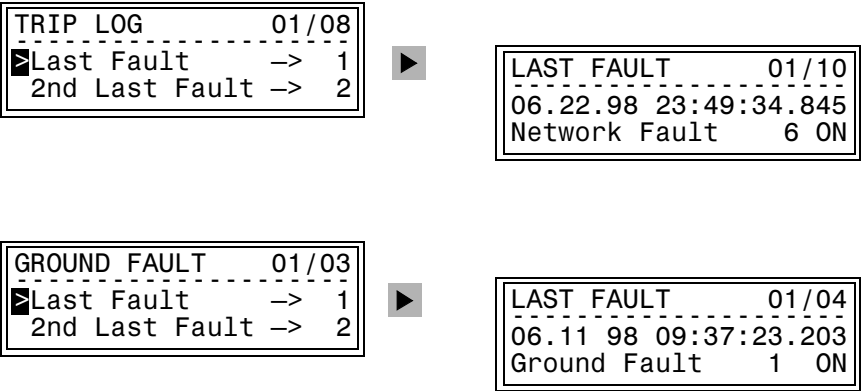 TRIP LOG 01/08
>Last Fault —> 1
2nd Last Fault —> 2
LAST FAULT 01/10
06.22.98 23:49:34.845
Network Fault 6 ON
GROUND FAULT 01/03
>Last Fault —> 1
2nd Last Fault —> 2
LAST FAULT 01/04
06.11 98 09:37:23.203
Ground Fault 1 ON